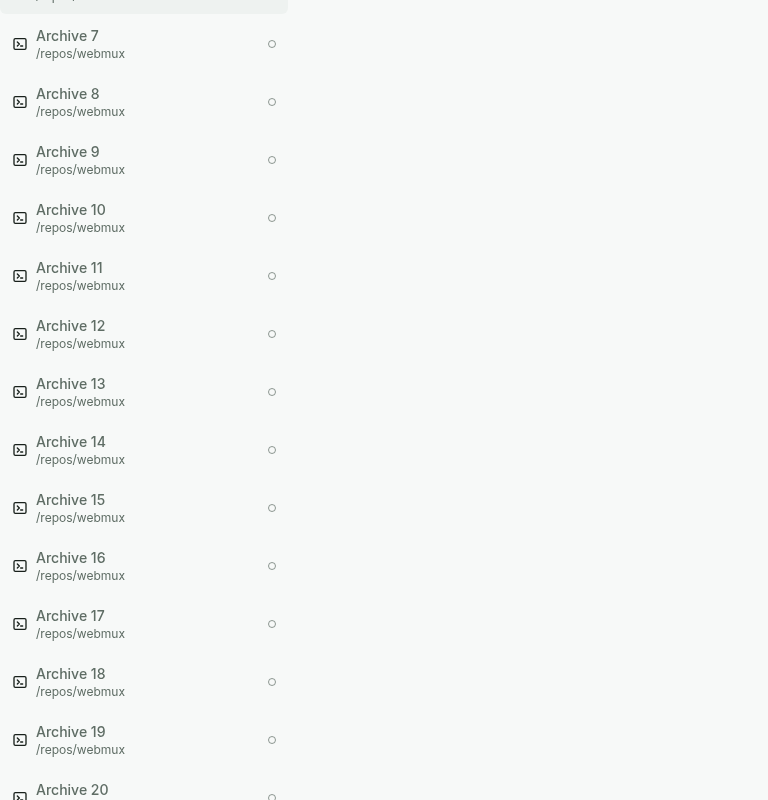 Archive 7
/repos/webmux
Archive 8
/repos/webmux
Archive 9
/repos/webmux
Archive 10
/repos/webmux
Archive 11
/repos/webmux
Archive 12
/repos/webmux
Archive 13
/repos/webmux
Archive 14
/repos/webmux
Archive 15
/repos/webmux
Archive 16
/repos/webmux
Archive 17
/repos/webmux
Archive 18
/repos/webmux
Archive 19
/repos/webmux
Archive 20